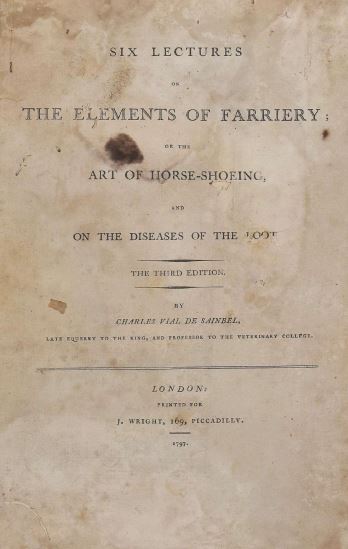 SIX LECTURES
ON
THE ELEMENTS OF FARRIERY;
OR THE
ART OF HORSE-SHOEING,
AND
ON THE DISEASES OF THE FOOT
THE THIRD EDITION.
BY
CHARLES VIAL DE SAINBEL,
LATE EQUERRY TO THE KING, AND PROFESSOR TO THE VETERINARY COLLEGE.
LONDON:
PRINTED FOR
J. WRIGHT, 169, PICCADILLY.
1797.